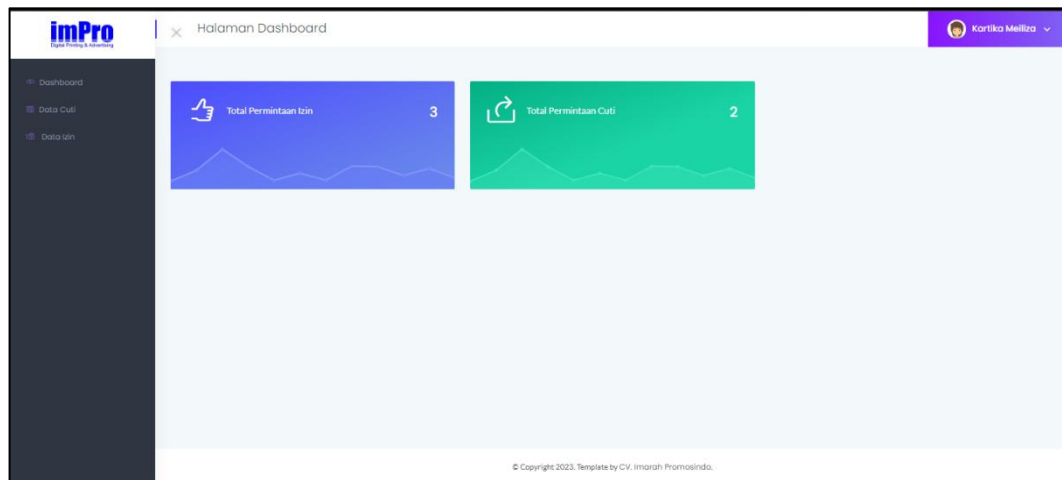 imPro
Digital Printing & Advertising
Halaman Dashboard
Kartika Meiliza
Dashboard
Data Cuti
Data Izin
Total Permintaan Izin
3
Total Permintaan Cuti
2
© Copyright 2023. Template by CV. Imarah Promosindo.